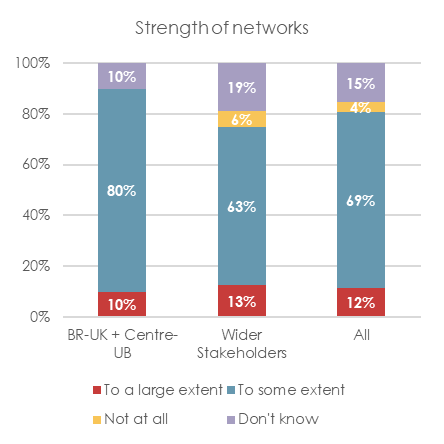 Strength of networks
100%
80%
60%
40%
20%
0%
10%
80%
10%
19%
6%
63%
13%
15%
4%
69%
12%
BR-UK + Centre-
UB
Wider
Stakeholders
All
To a large extent
To some extent
Not at all
Don't know